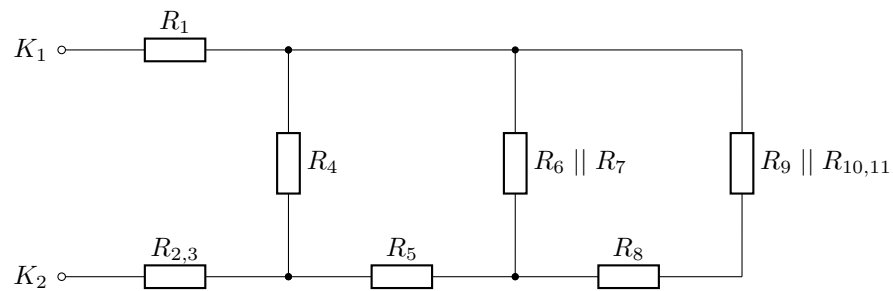 R1
K1
R4
R6 || R7
R9 || R10,11
R2,3
R5
R8
K2